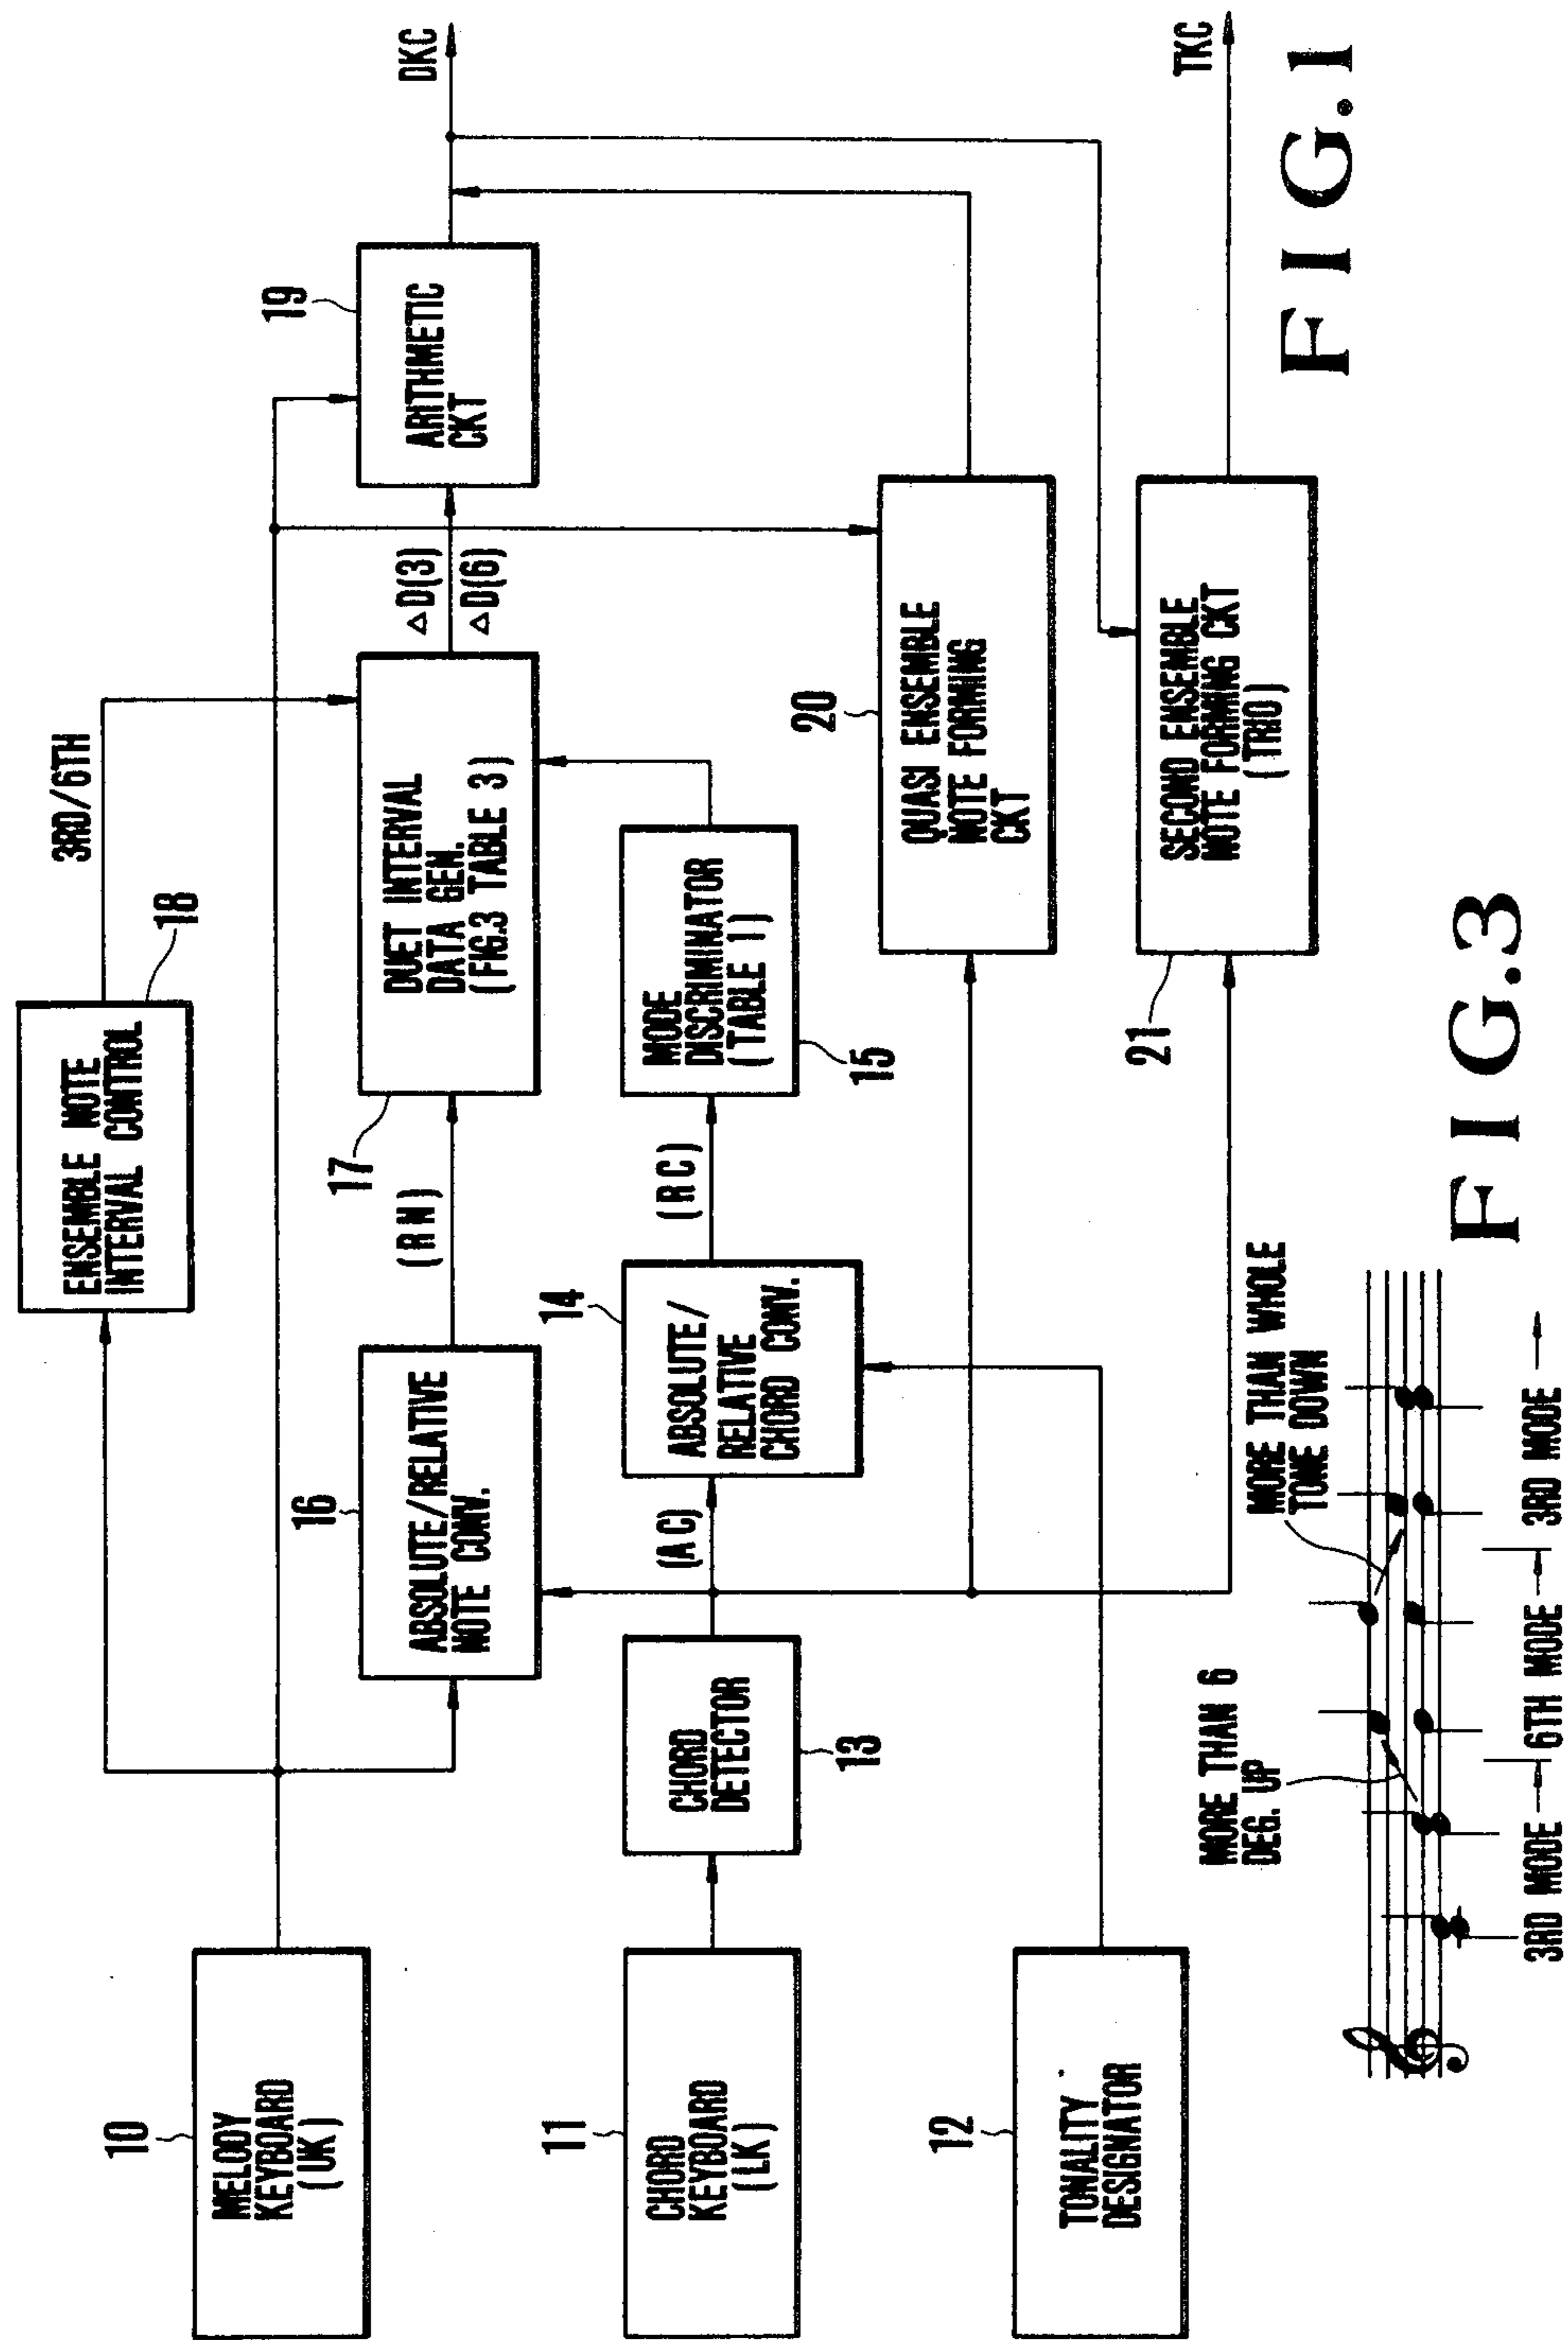 10
MELODY
KEYBOARD
(UK)
11
CHORD
KEYBOARD
(LK)
12
TONALITY
DESIGNATOR
CHORD
DETECTOR
13
16
ABSOLUTE/RELATIVE
NOTE CONV.
(AC)
14
ABSOLUTE/
RELATIVE
CHORD CONV.
ENSEMBLE NOTE
INTERVAL CONTROL
18
3RD/6TH
(RN)
17
DUET INTERVAL
DATA GEN.
(FIG.3 TABLE 3)
(RC)
MODE
DISCRIMINATOR
(TABLE 1)
15
△D(3)
△D(6)
19
ARITHMETIC
CKT
20
QUASI ENSEMBLE
NOTE FORMING
CKT
21
SECOND ENSEMBLE
NOTE FORMING CKT
(TRIO)
DKC
TKC
FIG.1
MORE THAN 6
DEG. UP
MORE THAN WHOLE
TONE DOWN
3RD MODE
6TH MODE
3RD MODE
FIG.3